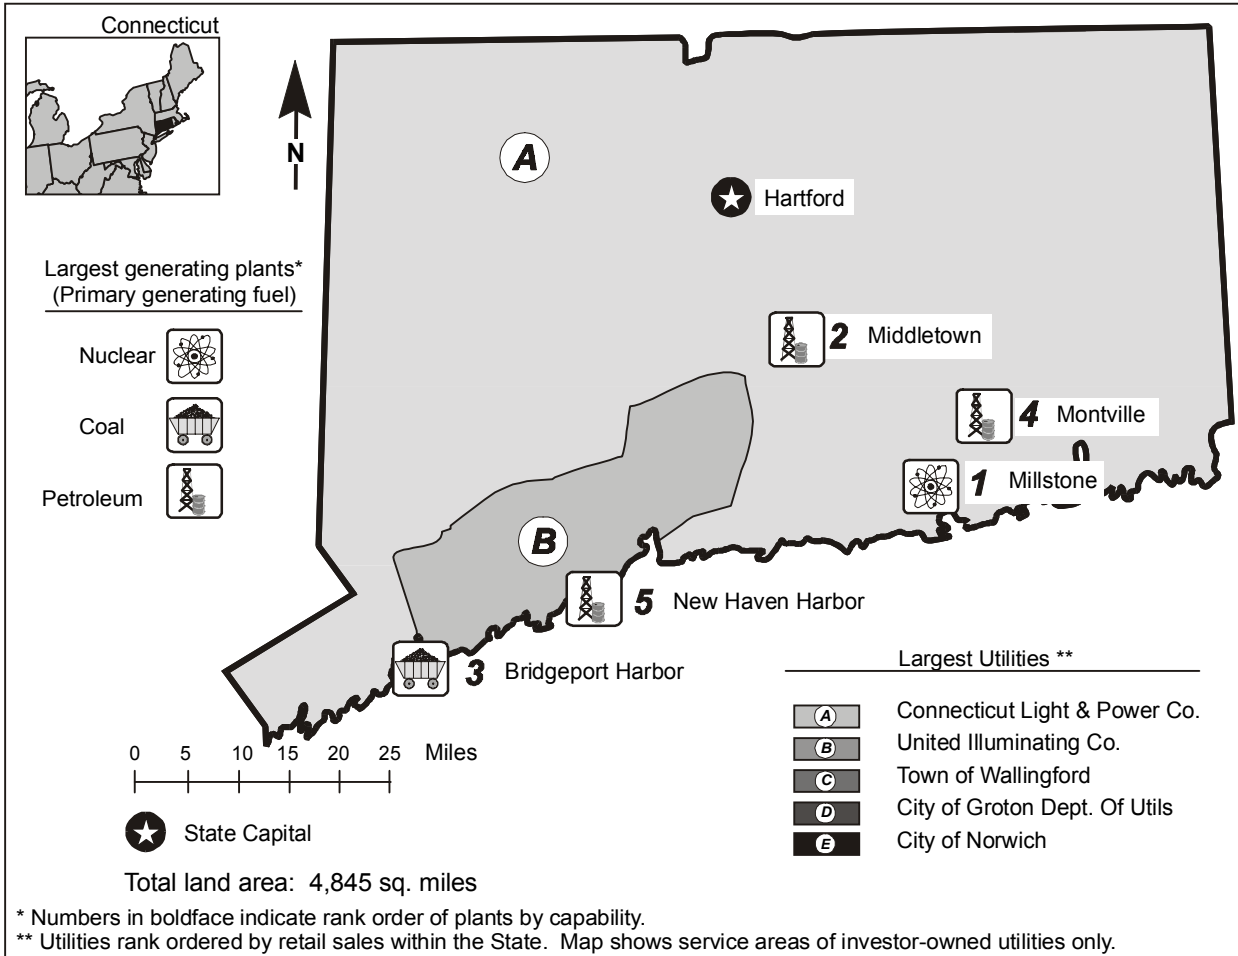 Connecticut
N
A
Hartford
Largest generating plants*
(Primary generating fuel)
Nuclear
Coal
Petroleum
2 Middletown
4 Montville
1 Millstone
B
5 New Haven Harbor
3 Bridgeport Harbor
Largest Utilities **
A Connecticut Light & Power Co.
B United Illuminating Co.
C Town of Wallingford
D City of Groton Dept. Of Utils
E City of Norwich
0 5 10 15 20 25 Miles
State Capital
Total land area: 4,845 sq. miles
* Numbers in boldface indicate rank order of plants by capability.
** Utilities rank ordered by retail sales within the State. Map shows service areas of investor-owned utilities only.